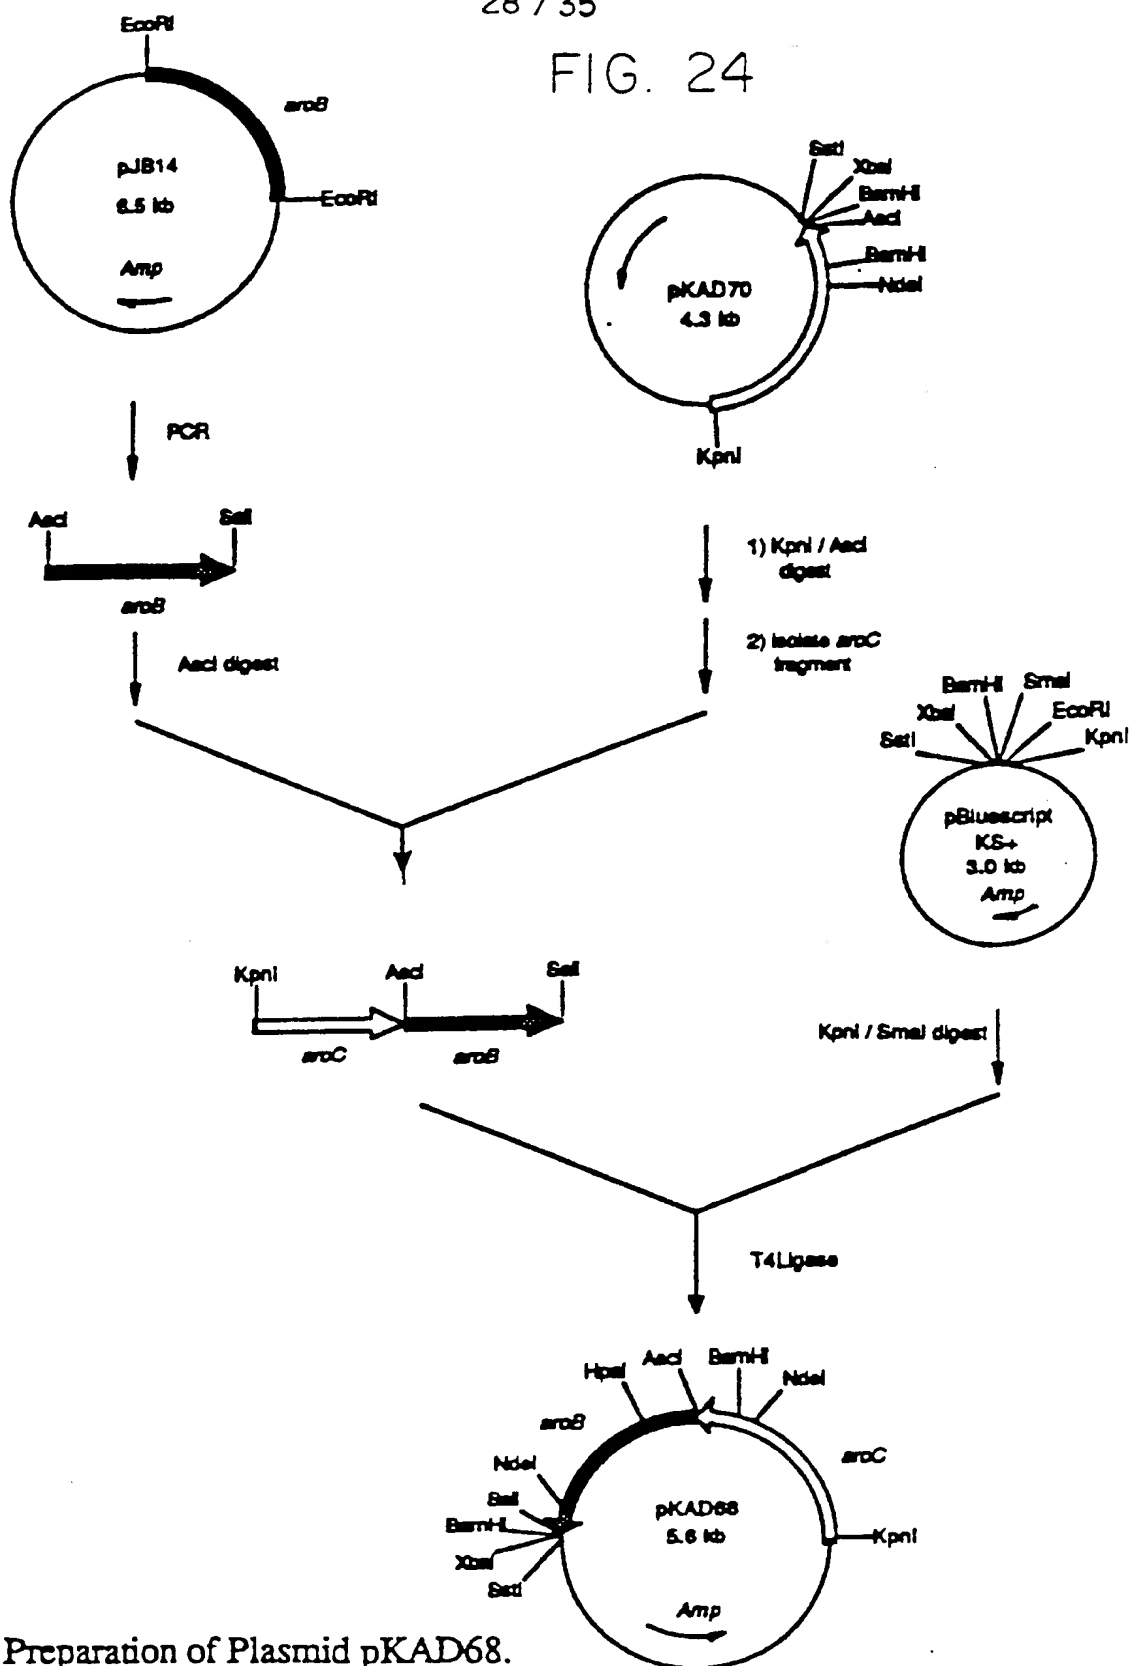 28 / 35
FIG. 24
EcoRI
aroB
pJB14
6.5 kb
EcoRI
Amp
SstI
XbaI
BamHI
AscI
BamHI
NdeI
pKAD70
4.3 kb
KpnI
PCR
AscI
SalI
aroB
AscI digest
1) KpnI / AscI
digest
2) Isolate aroC
fragment
BamHI
SmaI
XbaI
EcoRI
SstI
KpnI
pBluescript
KS+
3.0 kb
Amp
KpnI
AscI
SalI
aroC
aroB
KpnI / SmaI digest
T4 Ligase
HpaI
AscI
BamHI
NdeI
aroB
aroC
NdeI
SalI
BamHI
XbaI
SstI
pKAD68
5.6 kb
KpnI
Amp
Preparation of Plasmid pKAD68.